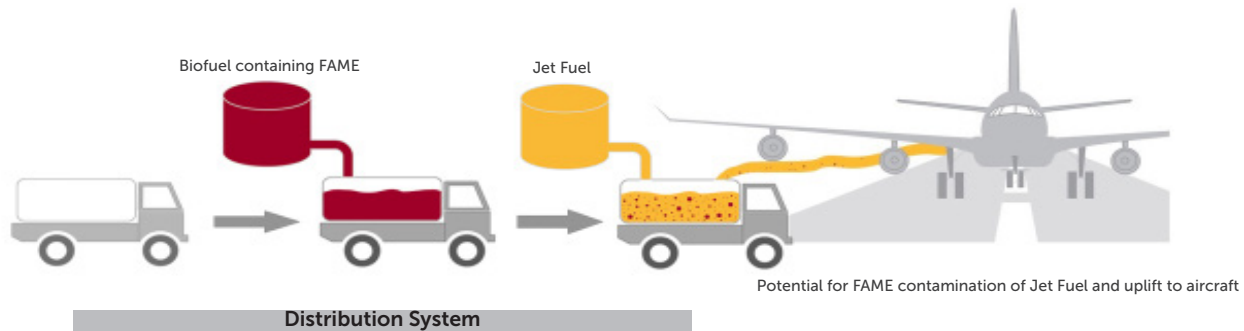 Biofuel containing FAME
Jet Fuel
Potential for FAME contamination of Jet Fuel and uplift to aircraft
Distribution System